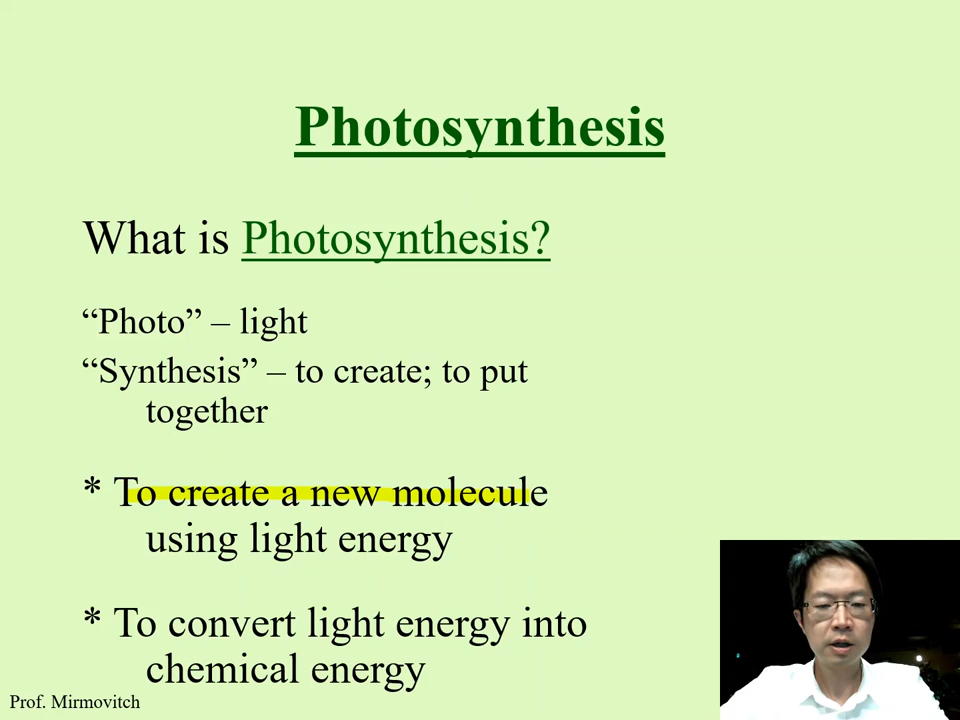 Photosynthesis
What is Photosynthesis?
“Photo” – light
“Synthesis” – to create; to put
together
* To create a new molecule
using light energy
* To convert light energy into
chemical energy
Prof. Mirmovitch